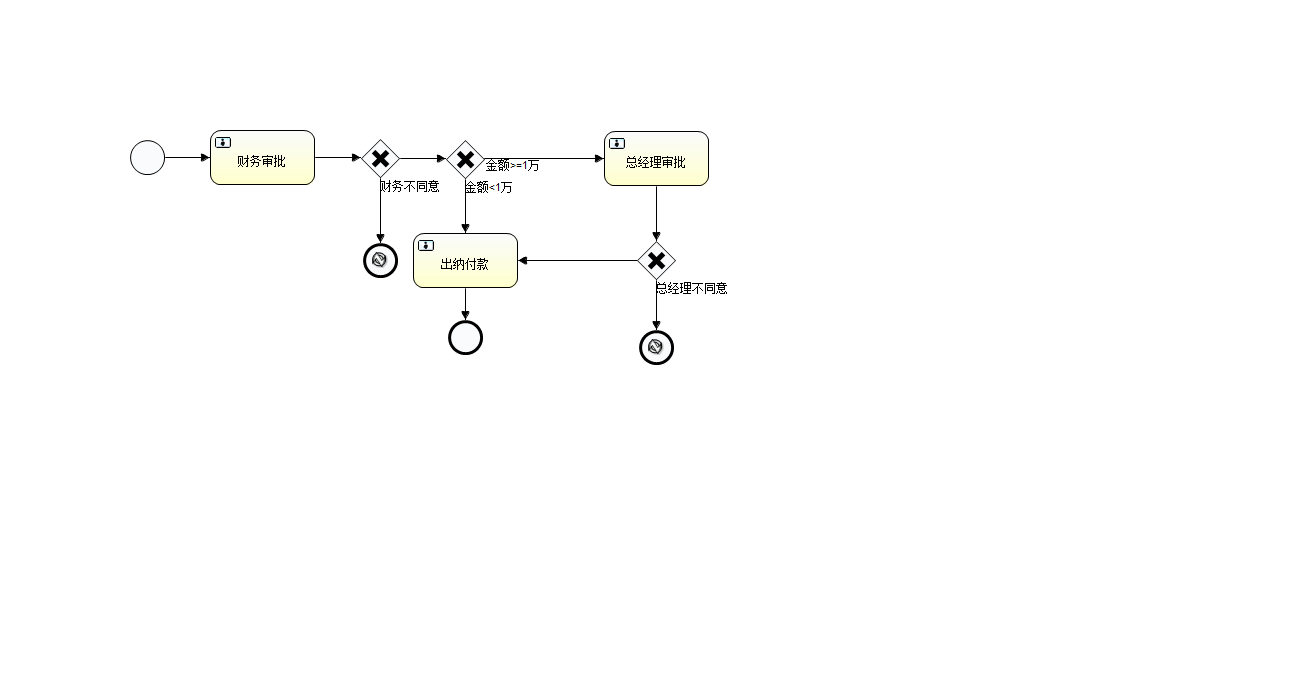 财务审批
金额>=1万
总经理审批
财务不同意
金额<1万
出纳付款
总经理不同意